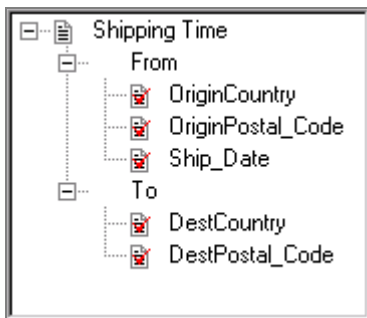 Shipping Time
From
OriginCountry
OriginPostal_Code
Ship_Date
To
DestCountry
DestPostal_Code